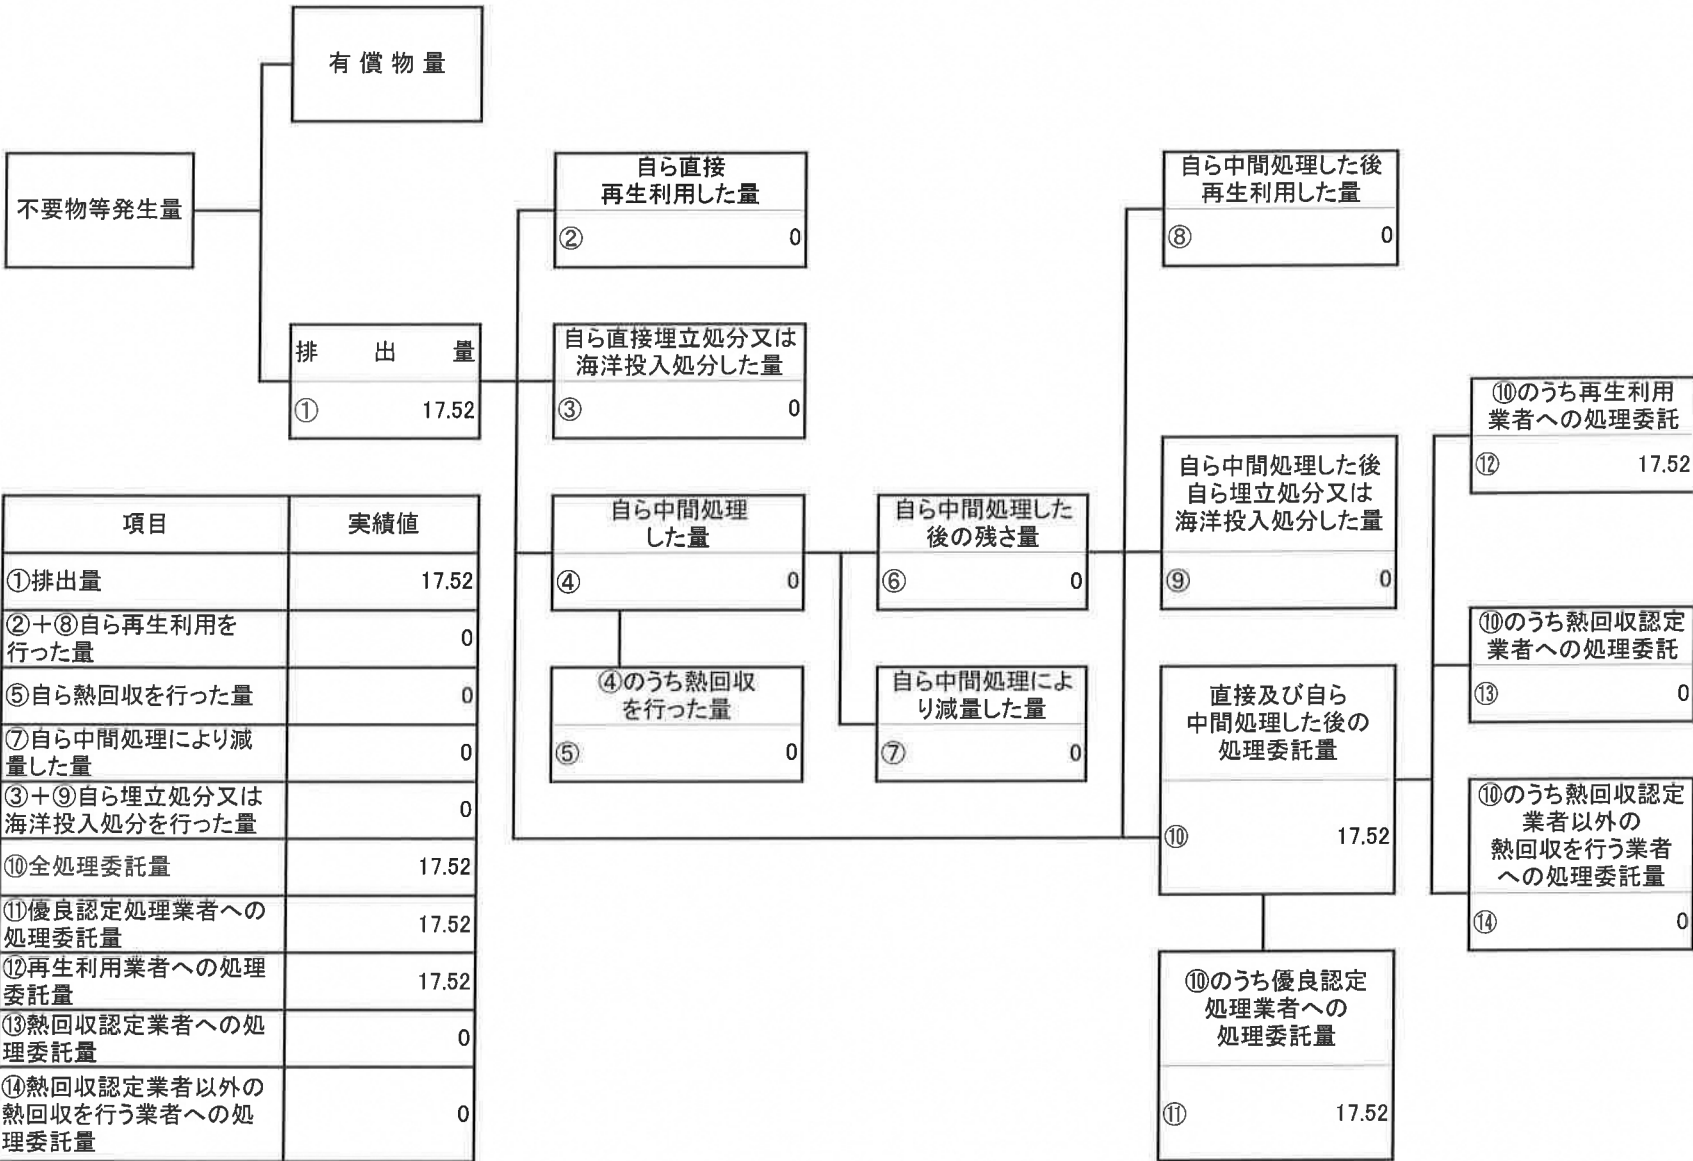 有償物量
不要物等発生量
排出量
① 17.52
自ら直接
再生利用した量
② 0
自ら直接埋立処分又は
海洋投入処分した量
③ 0
自ら中間処理
した量
④ 0
④のうち熱回収
を行った量
⑤ 0
自ら中間処理した
後の残さ量
⑥ 0
自ら中間処理によ
り減量した量
⑦ 0
自ら中間処理した後
再生利用した量
⑧ 0
自ら中間処理した後
自ら埋立処分又は
海洋投入処分した量
⑨ 0
直接及び自ら
中間処理した後の
処理委託量
⑩ 17.52
⑩のうち優良認定
処理業者への
処理委託量
⑪ 17.52
⑩のうち再生利用
業者への処理委託
⑫ 17.52
⑩のうち熱回収認定
業者への処理委託
⑬ 0
⑩のうち熱回収認定
業者以外の
熱回収を行う業者
への処理委託量
⑭ 0
項目 実績値
①排出量 17.52
②＋⑧自ら再生利用を
行った量 0
⑤自ら熱回収を行った量 0
⑦自ら中間処理により減
量した量 0
③＋⑨自ら埋立処分又は
海洋投入処分を行った量 0
⑩全処理委託量 17.52
⑪優良認定処理業者への
処理委託量 17.52
⑫再生利用業者への処理
委託量 17.52
⑬熱回収認定業者への処
理委託量 0
⑭熱回収認定業者以外の
熱回収を行う業者への処
理委託量 0